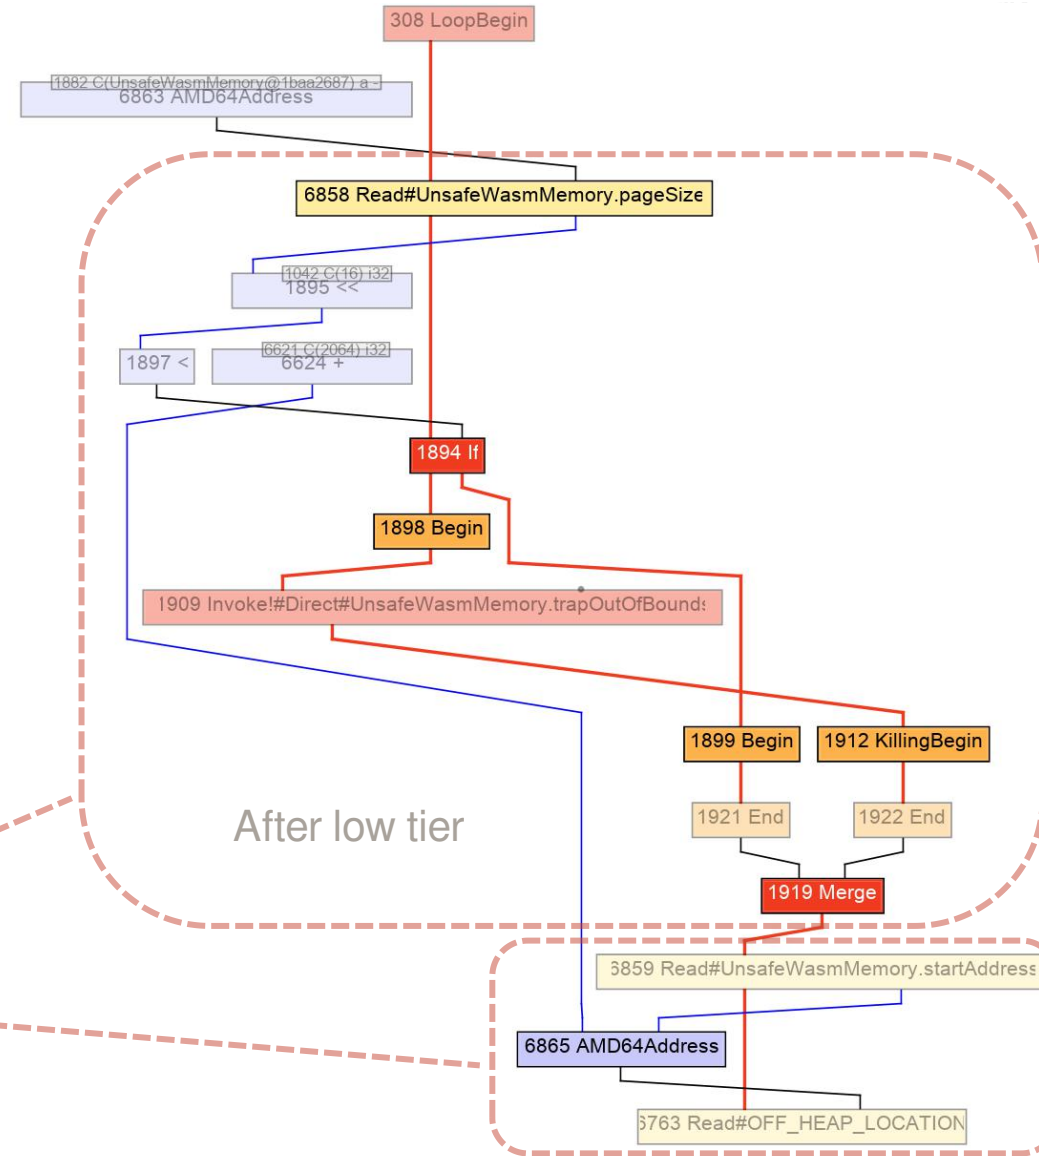 308 LoopBegin
1882 C(UnsafeWasmMemory@1baa2687) a -
6863 AMD64Address
6858 Read#UnsafeWasmMemory.pageSize
1042 C(16) i32
1895 <<
6621 C(2064) i32
1897 <
6624 +
1894 If
1898 Begin
1909 Invoke!#Direct#UnsafeWasmMemory.trapOutOfBounds
1899 Begin
1912 KillingBegin
1921 End
1922 End
After low tier
1919 Merge
6859 Read#UnsafeWasmMemory.startAddress
6865 AMD64Address
6763 Read#OFF_HEAP_LOCATION